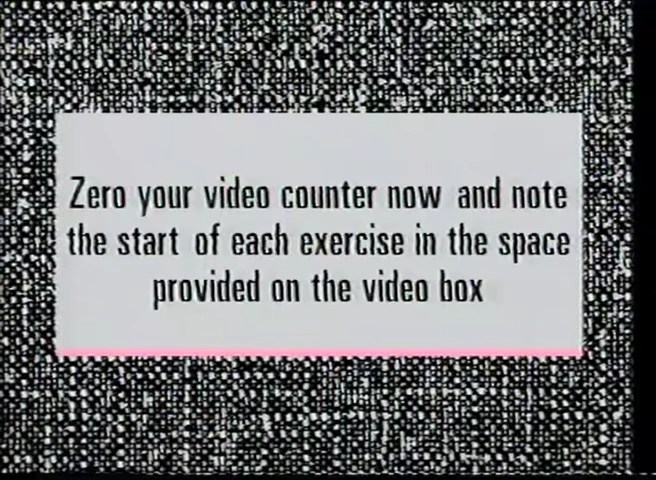 Zero your video counter now and note
the start of each exercise in the space
provided on the video box